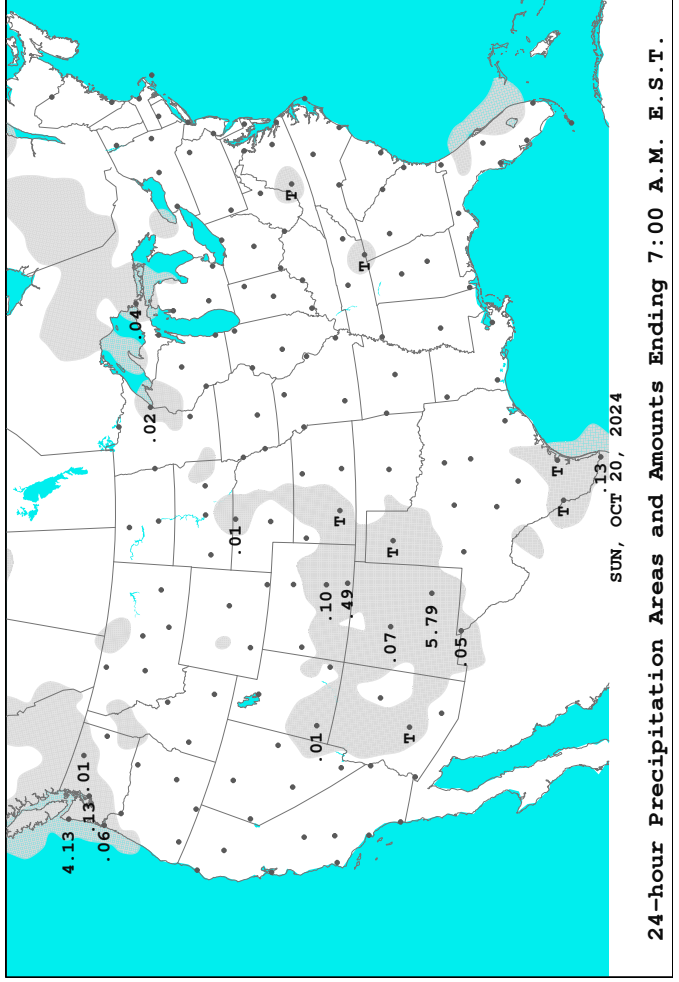 4.13
.01
.13
.06
.04
.02
.01
T
.01
.10
T
.49
T
.07
T
T
5.79
.05
T
T
.13
SUN, OCT 20, 2024
24-hour Precipitation Areas and Amounts Ending 7:00 A.M. E.S.T.